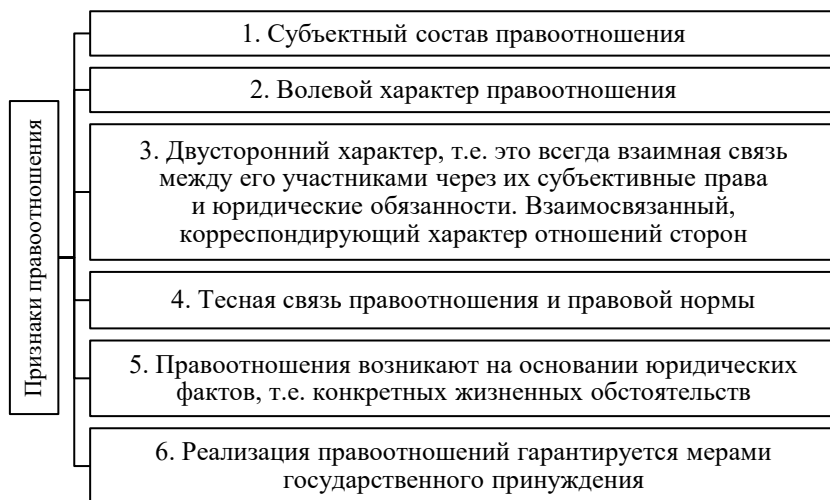 Признаки правоотношения
1. Субъектный состав правоотношения
2. Волевой характер правоотношения
3. Двусторонний характер, т.е. это всегда взаимная связь
между его участниками через их субъективные права
и юридические обязанности. Взаимосвязанный,
корреспондирующий характер отношений сторон
4. Тесная связь правоотношения и правовой нормы
5. Правоотношения возникают на основании юридических
фактов, т.е. конкретных жизненных обстоятельств
6. Реализация правоотношений гарантируется мерами
государственного принуждения